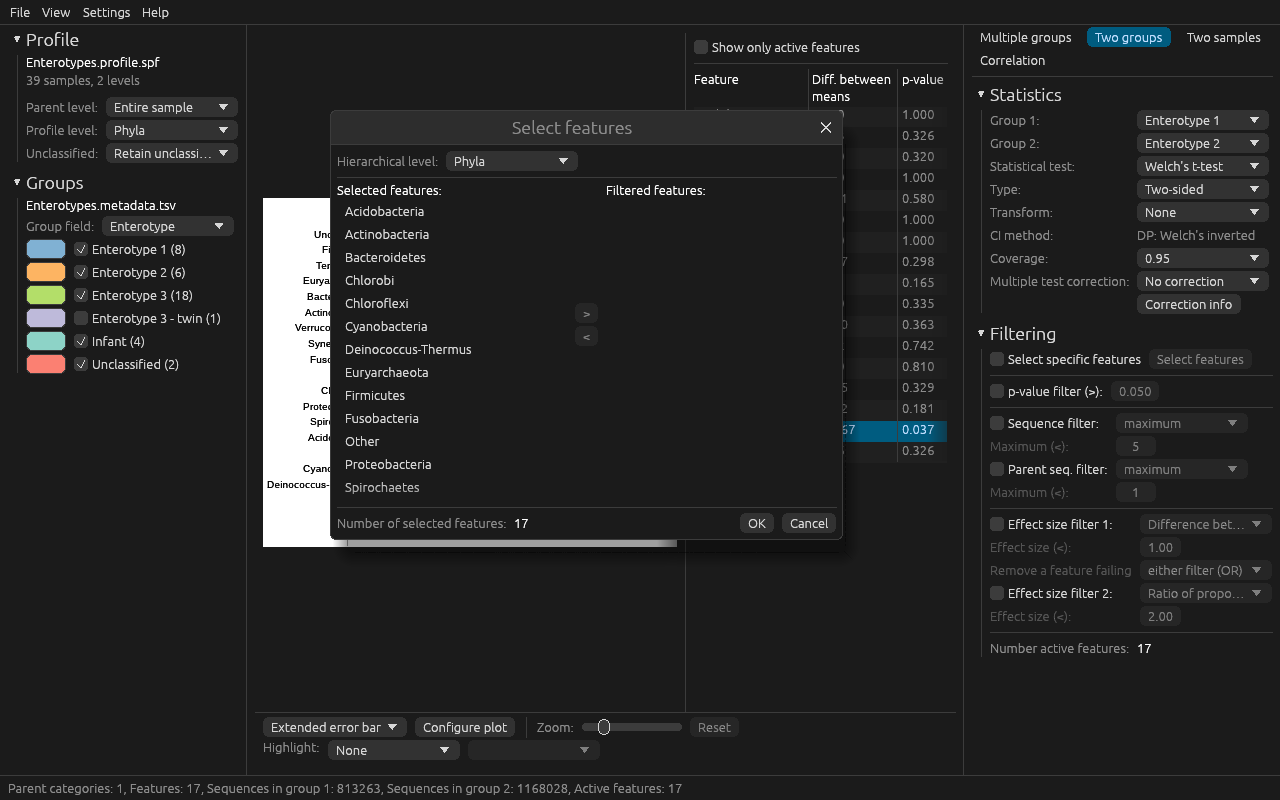 File View Settings Help
Profile
Enterotypes.profile.spf
39 samples, 2 levels
Parent level: Entire sample
Profile level: Phyla
Unclassified: Retain unclassi...
Groups
Enterotypes.metadata.tsv
Group field: Enterotype
Enterotype 1 (8)
Enterotype 2 (6)
Enterotype 3 (18)
Enterotype 3 - twin (1)
Infant (4)
Unclassified (2)
Show only active features
Feature Diff. between means p-value
1.000
0.326
0.320
1.000
0.580
1.000
1.000
0.298
0.165
0.335
0.363
0.742
0.810
0.329
0.181
67 0.037
0.326
Select features
Hierarchical level: Phyla
Selected features: Filtered features:
Acidobacteria
Actinobacteria
Bacteroidetes
Chlorobi
Chloroflexi
Cyanobacteria
Deinococcus-Thermus
Euryarchaeota
Firmicutes
Fusobacteria
Other
Proteobacteria
Spirochaetes
>
<
Number of selected features: 17
OK Cancel
Extended error bar Configure plot Zoom: Reset
Highlight: None
Multiple groups Two groups Two samples
Correlation
Statistics
Group 1: Enterotype 1
Group 2: Enterotype 2
Statistical test: Welch's t-test
Type: Two-sided
Transform: None
CI method: DP: Welch's inverted
Coverage: 0.95
Multiple test correction: No correction
Correction info
Filtering
Select specific features Select features
p-value filter (>): 0.050
Sequence filter: maximum
Maximum (<): 5
Parent seq. filter: maximum
Maximum (<): 1
Effect size filter 1: Difference bet...
Effect size (<): 1.00
Remove a feature failing either filter (OR)
Effect size filter 2: Ratio of propo...
Effect size (<): 2.00
Number active features: 17
Parent categories: 1, Features: 17, Sequences in group 1: 813263, Sequences in group 2: 1168028, Active features: 17